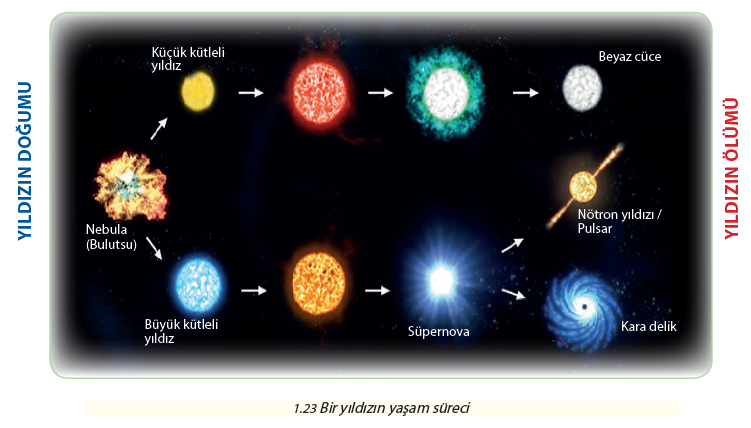 YILDIZIN DOĞUMU
Küçük kütleli
yıldız
Beyaz cüce
Nebula
(Bulutsu)
Nötron yıldızı /
Pulsar
Büyük kütleli
yıldız
Süpernova
Kara delik
YILDIZIN ÖLÜMÜ
1.23 Bir yıldızın yaşam süreci